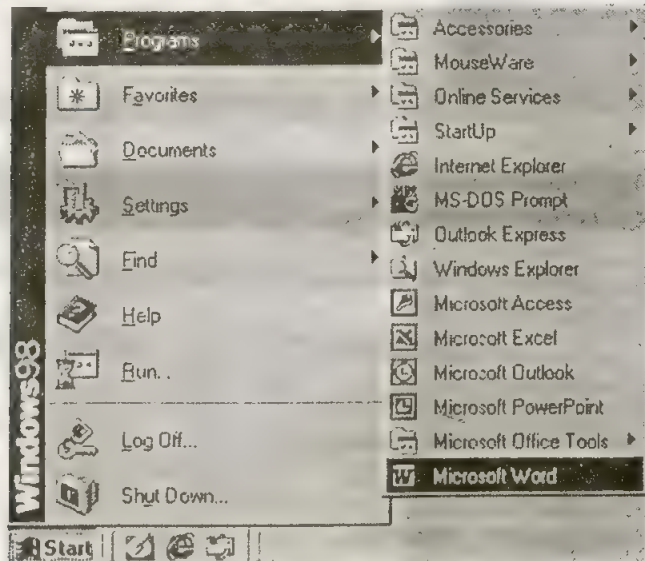 Programs
Favorites
Documents
Settings
Find
Help
Run...
Log Off...
Shut Down...
Windows98
Start
Accessories
MouseWare
Online Services
StartUp
Internet Explorer
MS-DOS Prompt
Outlook Express
Windows Explorer
Microsoft Access
Microsoft Excel
Microsoft Outlook
Microsoft PowerPoint
Microsoft Office Tools
Microsoft Word